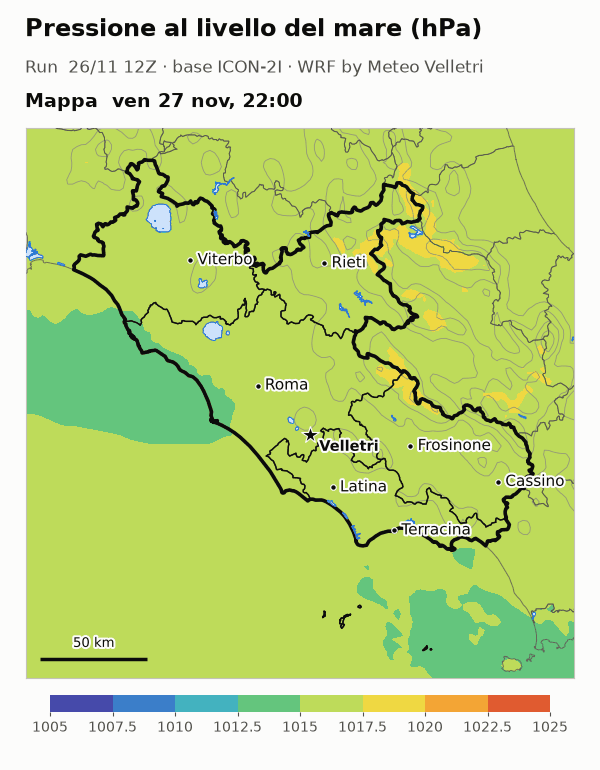 Pressione al livello del mare (hPa)
Run  26/11 12Z · base ICON-2I · WRF by Meteo Velletri
Mappa  ven 27 nov, 22:00
Viterbo
Rieti
Roma
Velletri
Frosinone
Latina
Cassino
Terracina
50 km
1005 1007.5 1010 1012.5 1015 1017.5 1020 1022.5 1025